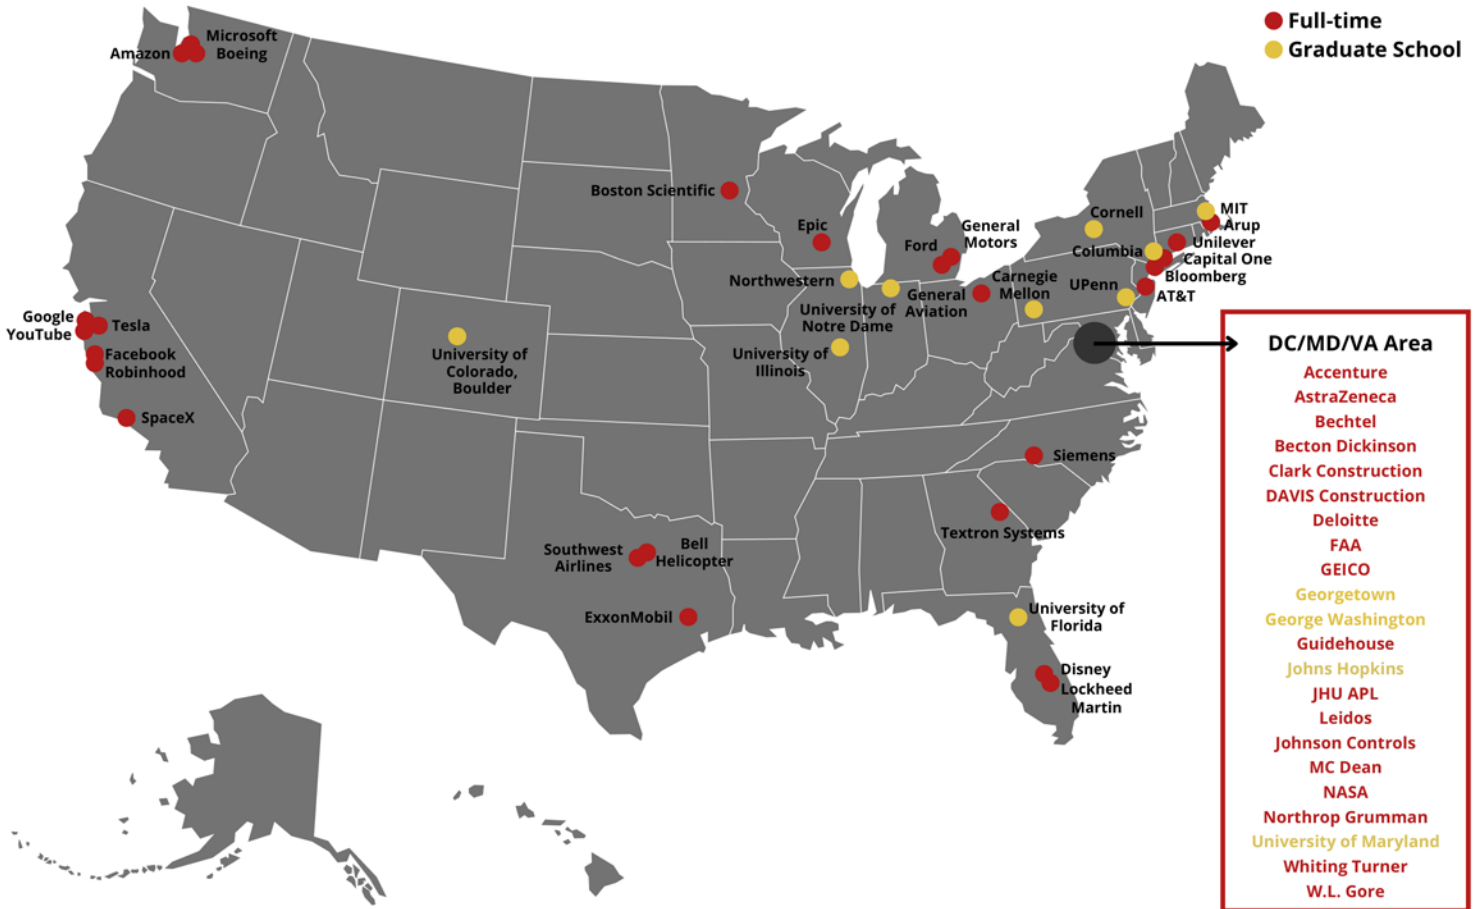 Full-time
Graduate School
Microsoft
Amazon
Boeing
Boston Scientific
Epic
General
Motors
Ford
Cornell
MIT
Arup
Unilever
Columbia
Capital One
Bloomberg
Northwestern
Carnegie
Mellon
UPenn
AT&T
General
Aviation
University of
Notre Dame
University of
Illinois
Google
YouTube
Tesla
Facebook
Robinhood
SpaceX
University of
Colorado,
Boulder
Siemens
Textron Systems
Southwest
Airlines
Bell
Helicopter
ExxonMobil
University of
Florida
Disney
Lockheed
Martin
DC/MD/VA Area
Accenture
AstraZeneca
Bechtel
Becton Dickinson
Clark Construction
DAVIS Construction
Deloitte
FAA
GEICO
Georgetown
George Washington
Guidehouse
Johns Hopkins
JHU APL
Leidos
Johnson Controls
MC Dean
NASA
Northrop Grumman
University of Maryland
Whiting Turner
W.L. Gore